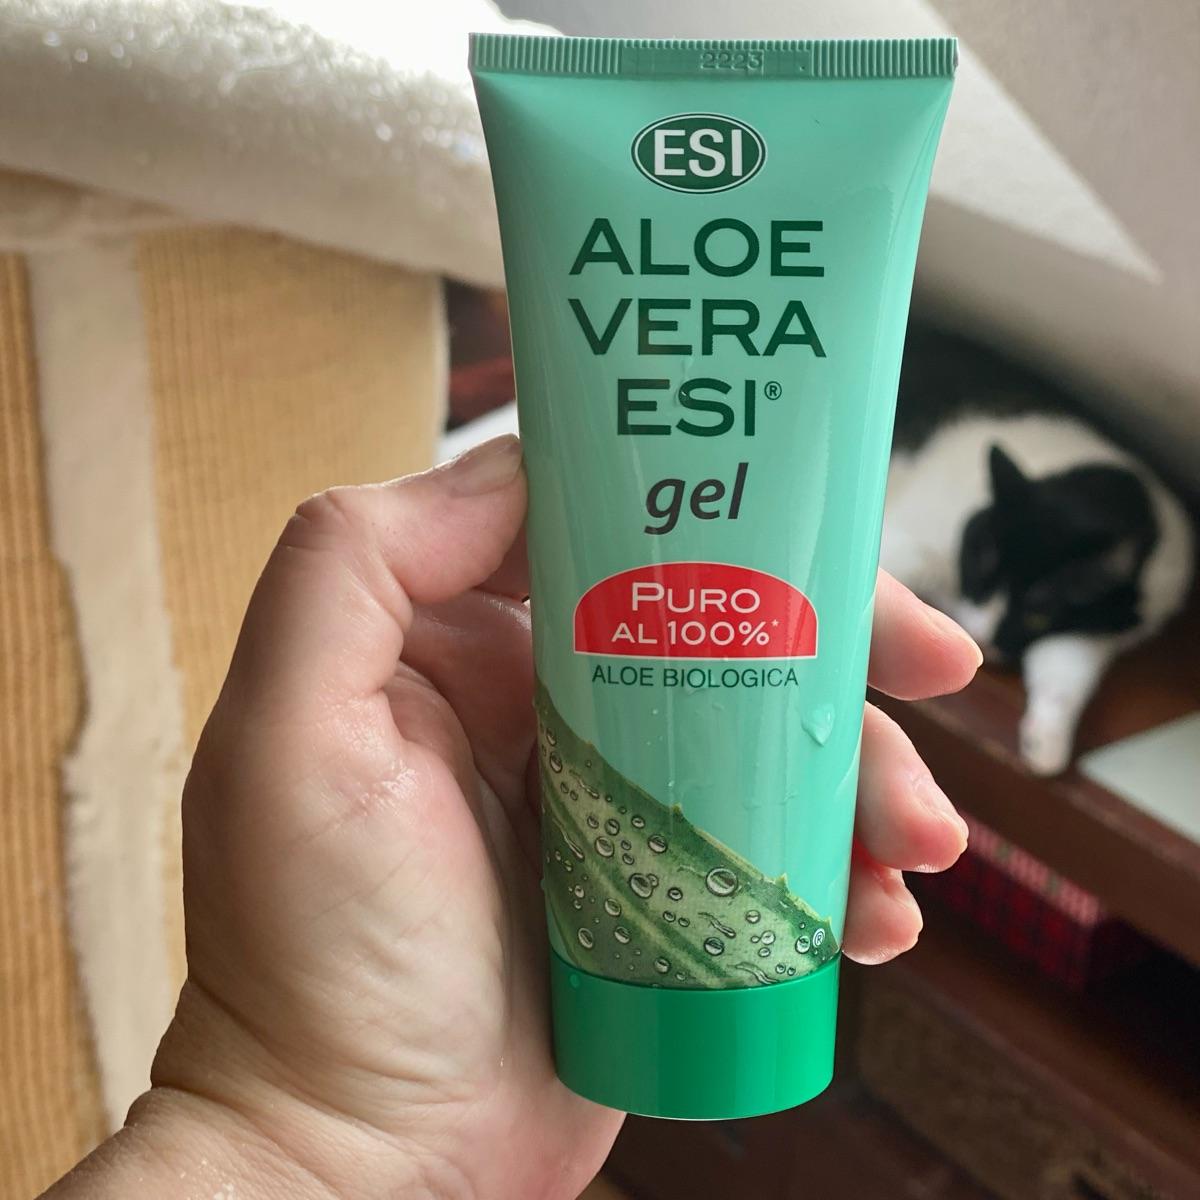 2223
ESI
ALOE
VERA
ESI®
gel
PURO
AL 100%*
ALOE BIOLOGICA
®